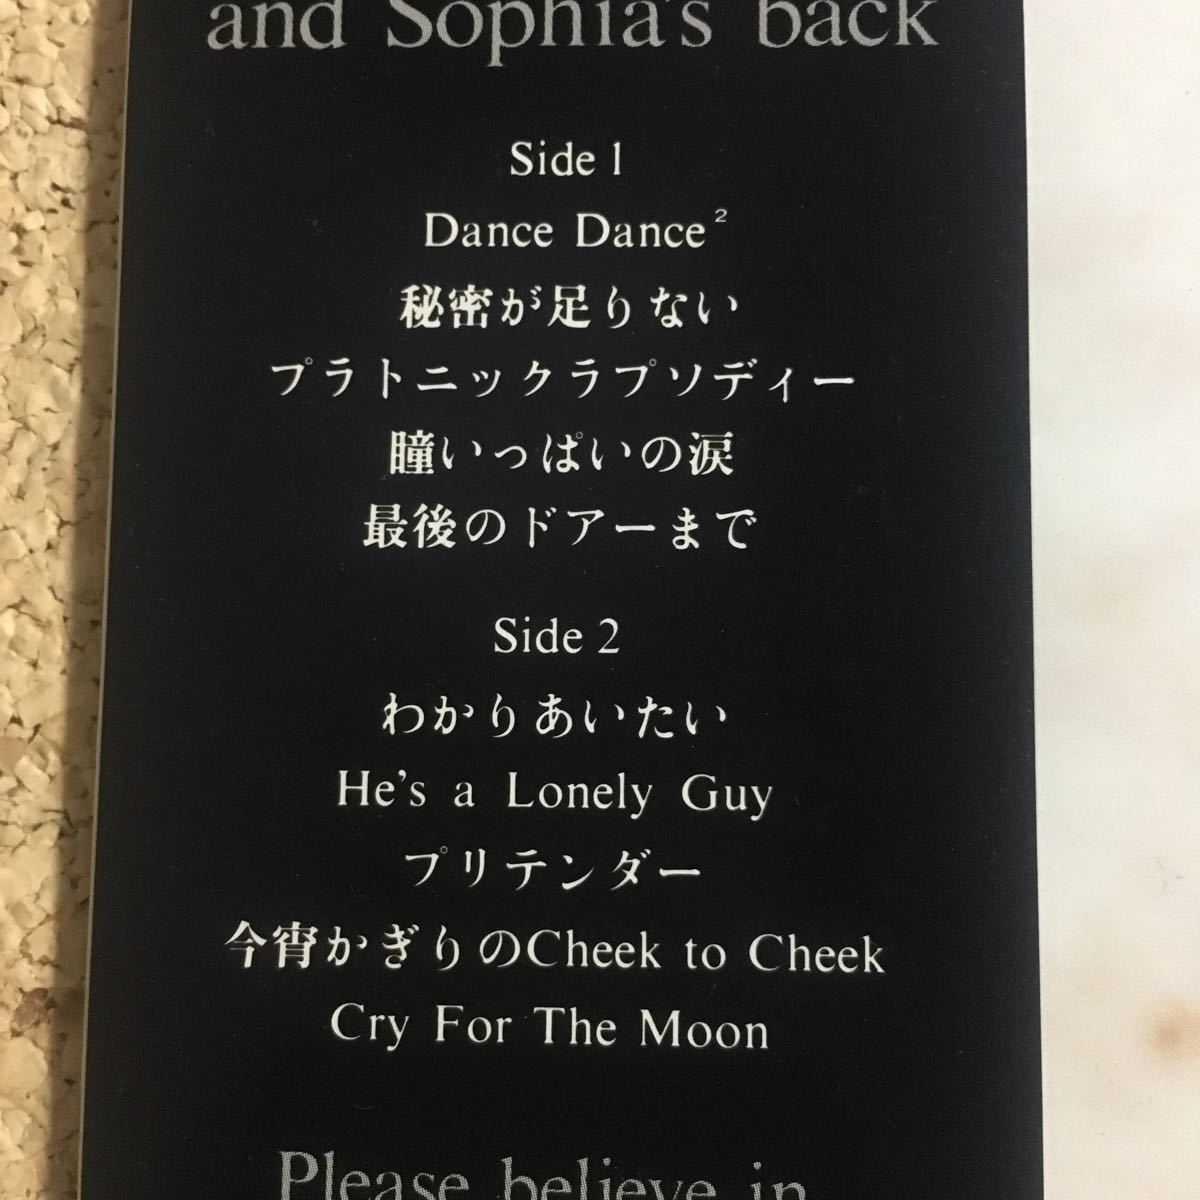 and Sophia's back
Side 1
Dance Dance²
秘密が足りない
プラトニックラプソディー
瞳いっぱいの涙
最後のドアーまで
Side 2
わかりあいたい
He's a Lonely Guy
プリテンダー
今宵かぎりのCheek to Cheek
Cry For The Moon
Please believe in